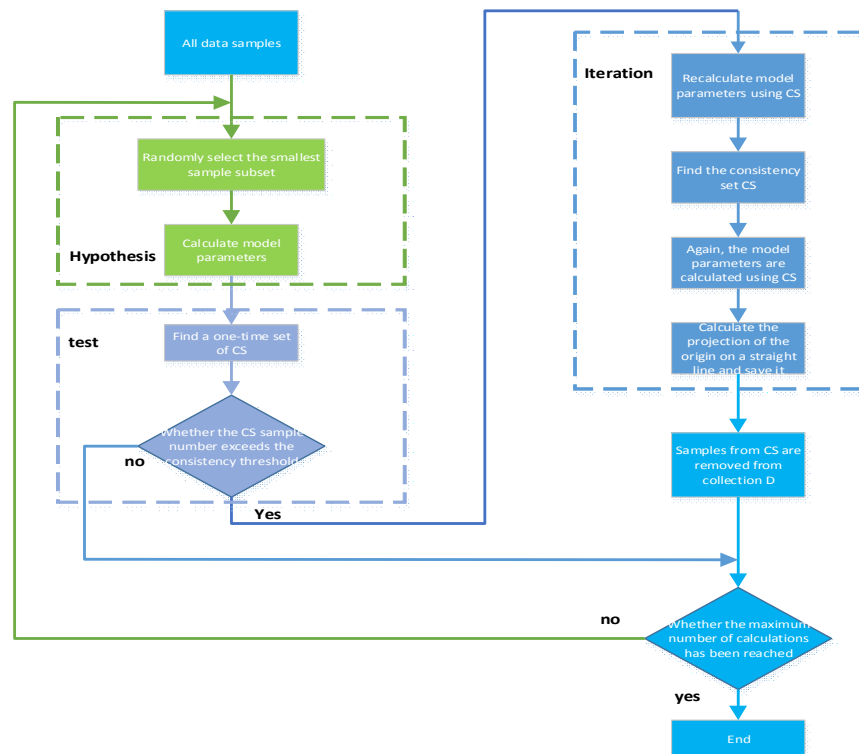 All data samples
Randomly select the smallest
sample subset
Calculate model
parameters
Hypothesis
test
Find a one-time set
of CS
Whether the CS sample
number exceeds the
consistency threshold
no
Yes
Iteration
Recalculate model
parameters using CS
Find the consistency
set CS
Again, the model
parameters are
calculated using CS
Calculate the
projection of the
origin on a straight
line and save it
Samples from CS are
removed from
collection D
Whether the maximum
number of calculations
has been reached
no
yes
End